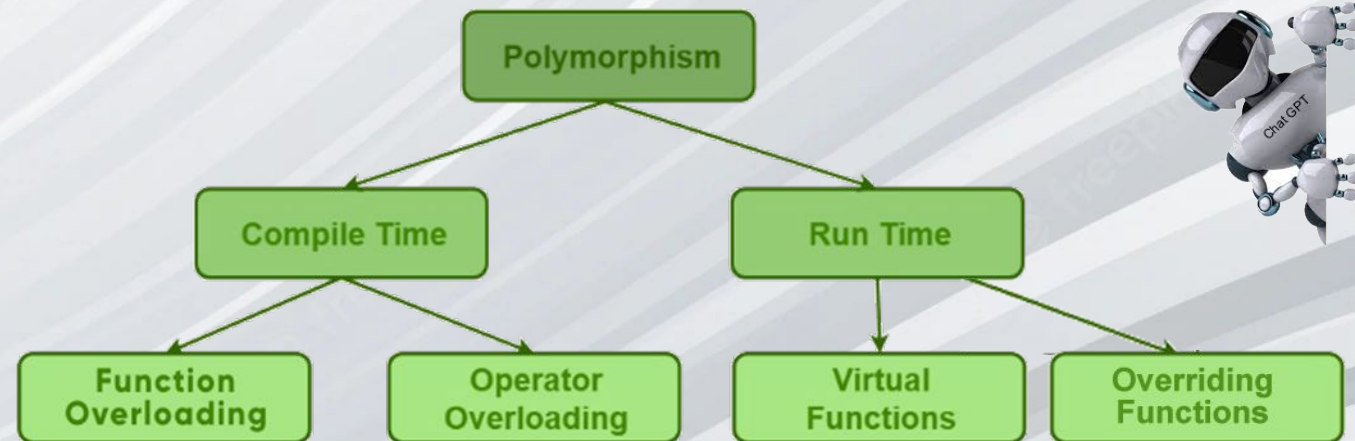 Polymorphism
Chat GPT
Compile Time
Run Time
Function
Overloading
Operator
Overloading
Virtual
Functions
Overriding
Functions